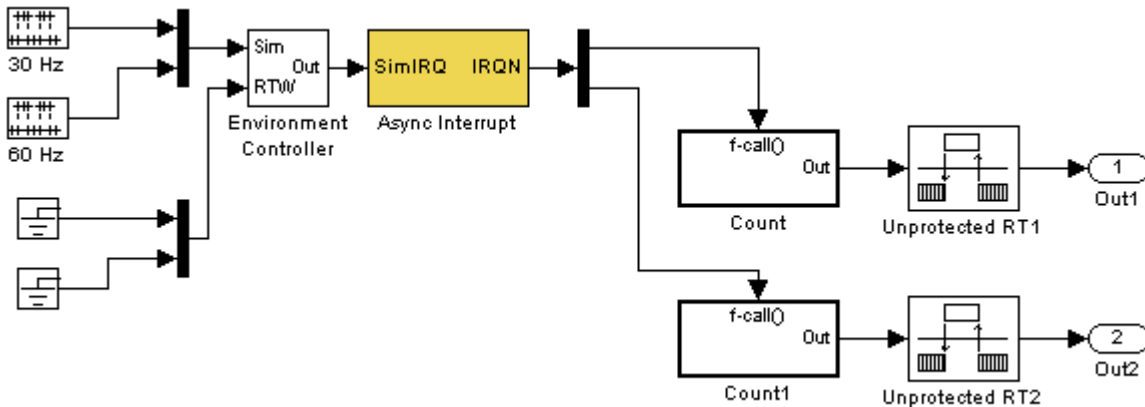 30 Hz
60 Hz
Sim
Out
RTW
Environment
Controller
SimIRQ IRQN
Async Interrupt
f-call()
Out
Count
Unprotected RT1
1
Out1
f-call()
Out
Count1
Unprotected RT2
2
Out2